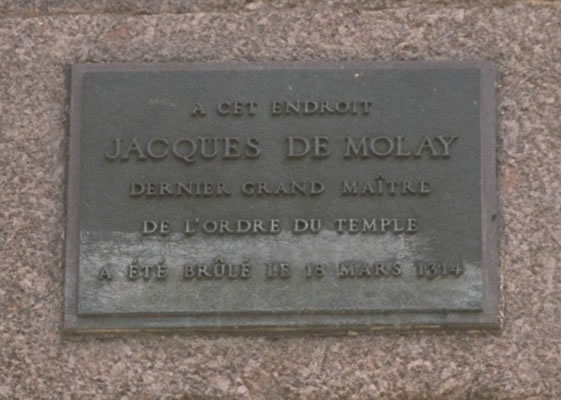 A CET ENDROIT
JACQUES DE MOLAY
DERNIER GRAND MAÎTRE
DE L'ORDRE DU TEMPLE
A ÉTÉ BRÛLÉ LE 18 MARS 1314